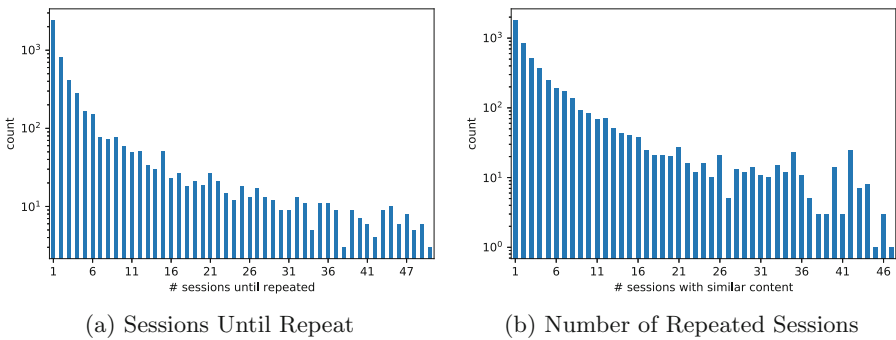 10³
10²
10¹
count
1 6 11 16 21 26 31 36 41 47
# sessions until repeated
(a) Sessions Until Repeat
10³
10²
10¹
10⁰
count
1 6 11 16 21 26 31 36 41 46
# sessions with similar content
(b) Number of Repeated Sessions